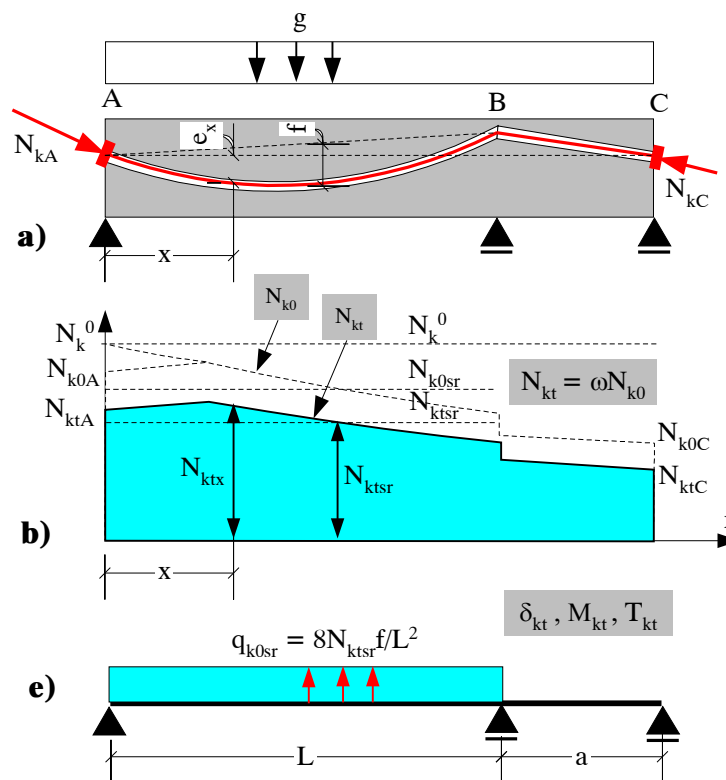 g
A
B
C
e_x
f
N_kA
N_kC
a)
x
N_k0
N_kt
N_k^0
N_k^0
N_k0A
N_k0sr
N_kt = ωN_k0
N_ktA
N_ktsr
N_k0C
N_ktx
N_ktsr
N_ktC
b)
x
δ_kt , M_kt , T_kt
q_k0sr = 8N_ktsr f/L^2
e)
L
a